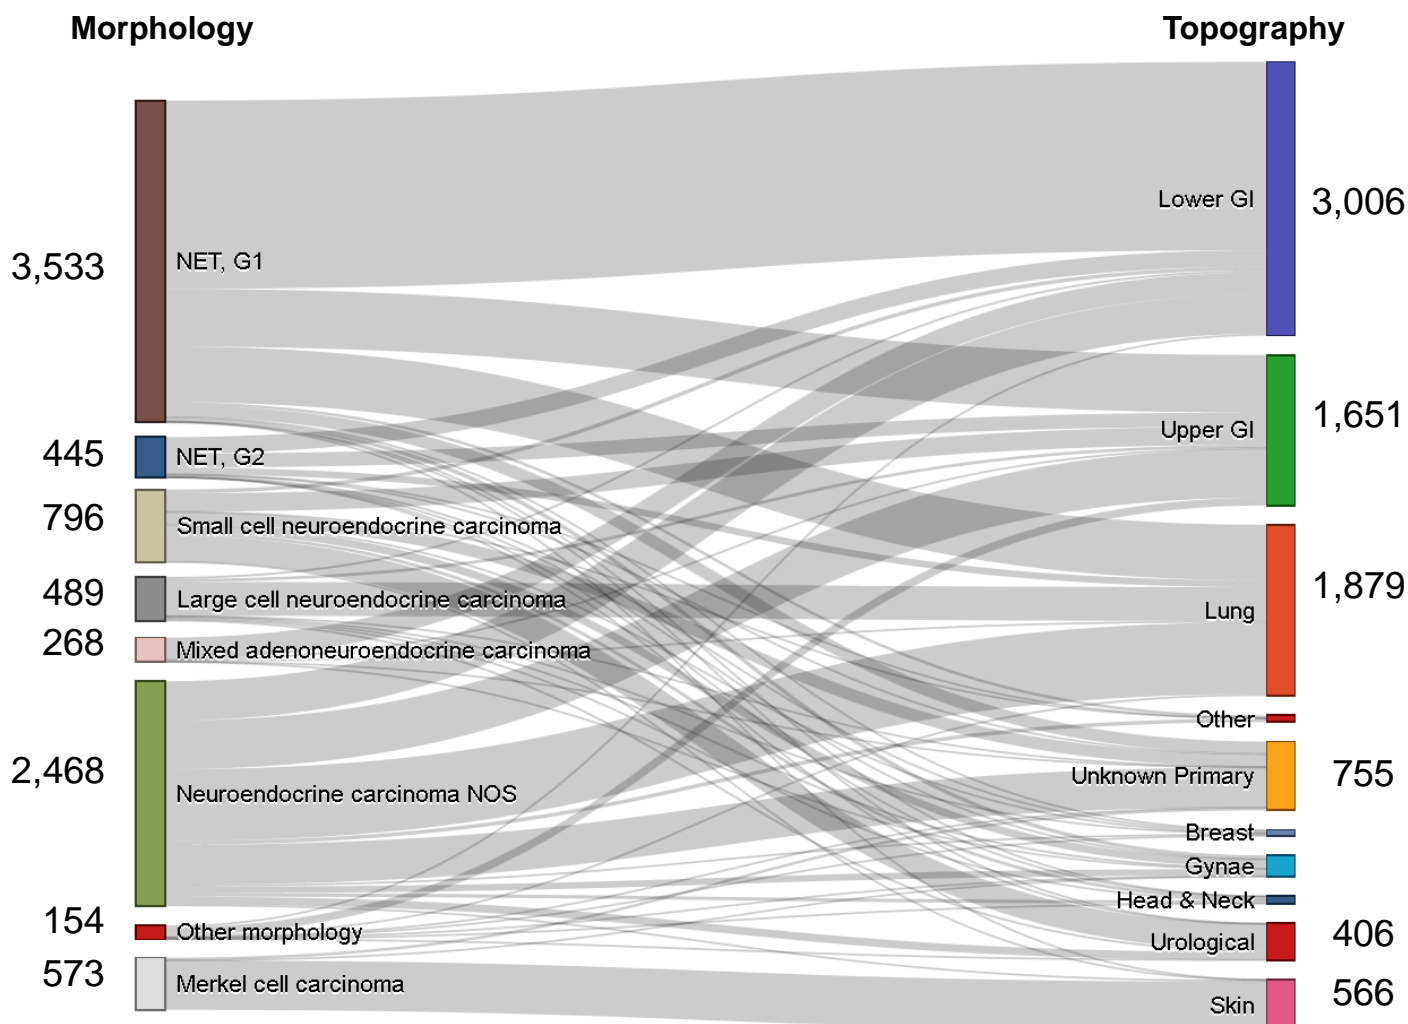 Morphology
Topography
3,533
NET, G1
445
NET, G2
796
Small cell neuroendocrine carcinoma
489
Large cell neuroendocrine carcinoma
268
Mixed adenoneuroendocrine carcinoma
2,468
Neuroendocrine carcinoma NOS
154
Other morphology
573
Merkel cell carcinoma
Lower GI
3,006
Upper GI
1,651
Lung
1,879
Other
Unknown Primary
755
Breast
Gynae
Head & Neck
Urological
406
Skin
566